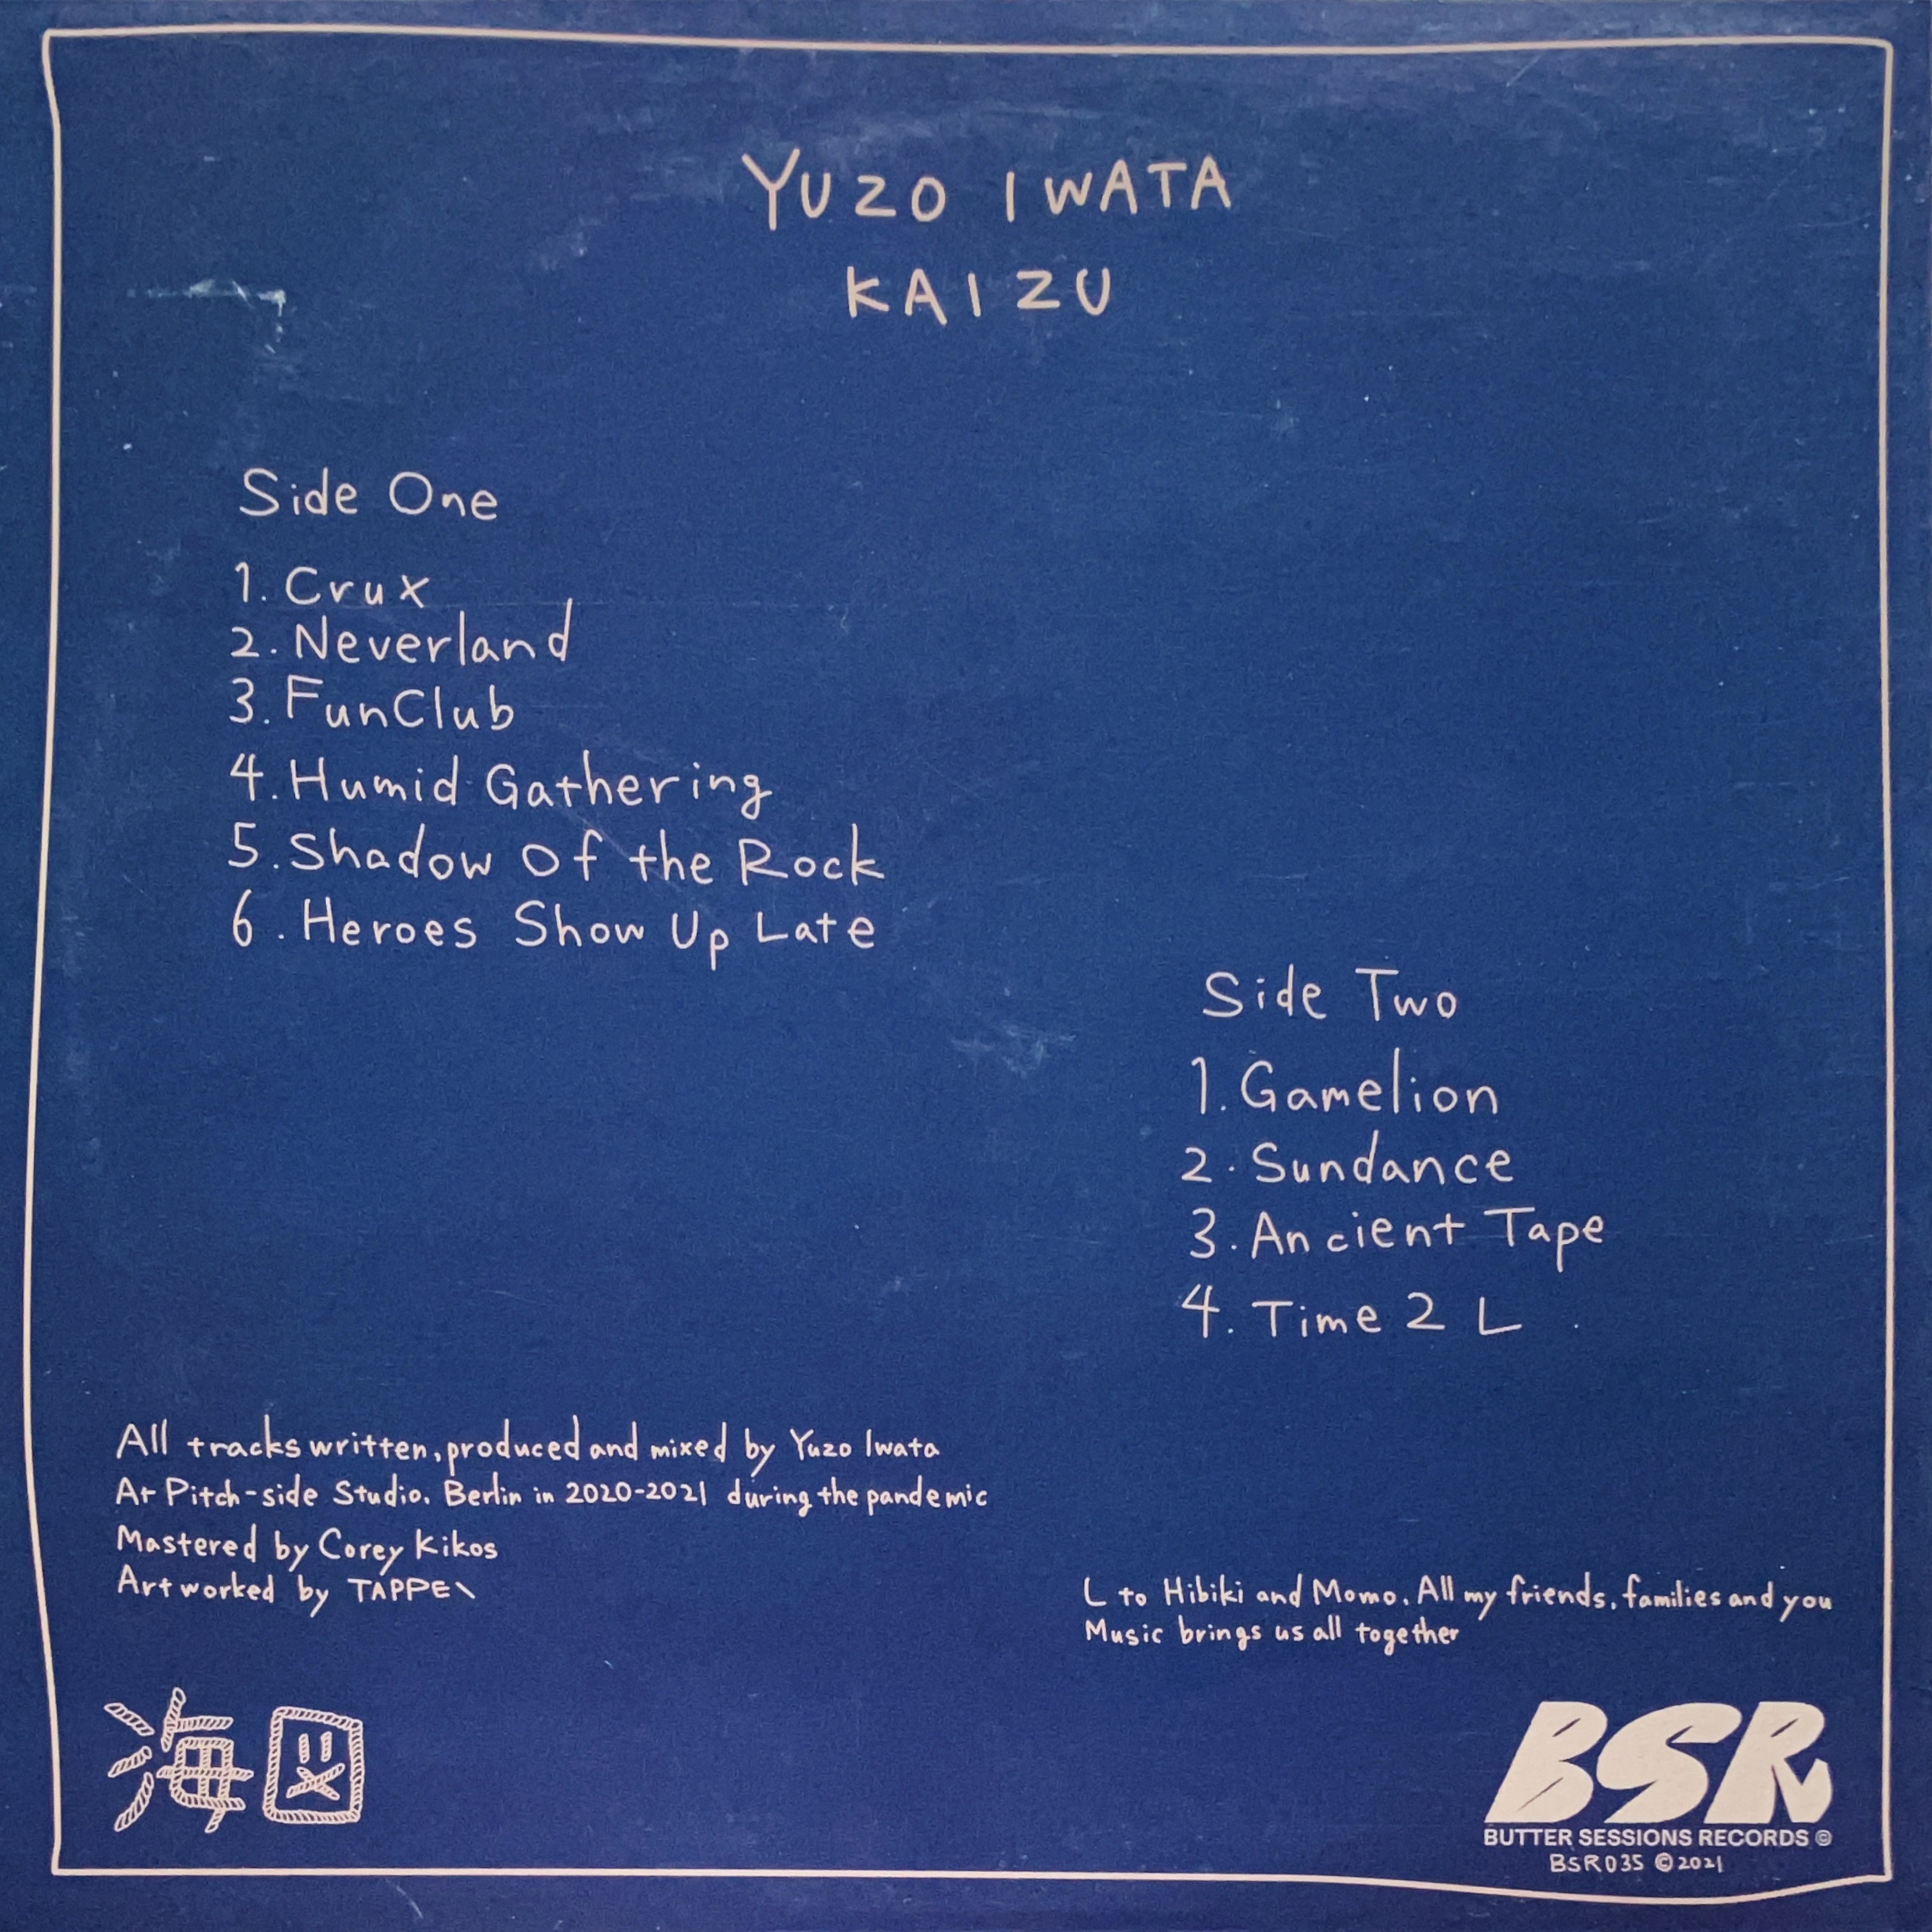 YUZO IWATA
KAIZU
Side One
1. Crux
2. Neverland
3. FunClub
4. Humid Gathering
5. Shadow Of the Rock
6. Heroes Show Up Late
Side Two
1. Gamelion
2. Sundance
3. Ancient Tape
4. Time 2 L
All tracks written, produced and mixed by Yuzo Iwata
At Pitch-side Studio. Berlin in 2020-2021 during the pandemic
Mastered by Corey Kikos
Artworked by TAPPE\
L to Hibiki and Momo. All my friends, families and you
Music brings us all together
海図
BSR
BUTTER SESSIONS RECORDS ©
BSR035 ©2021